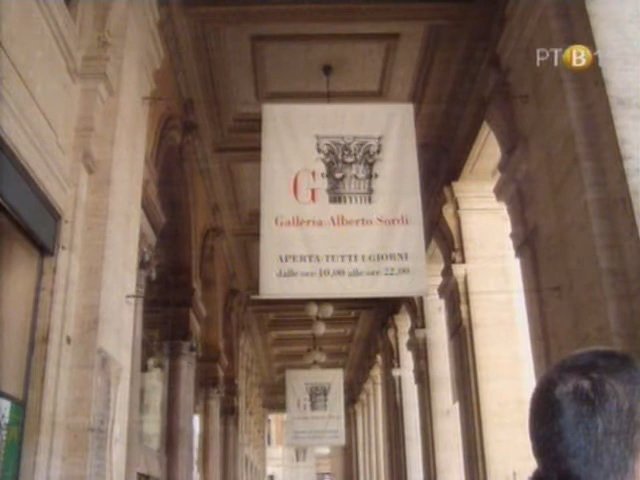 PTB1
G
Galleria Alberto Sordi
APERTA TUTTI I GIORNI
dalle ore 10,00 alle ore 22,00
G